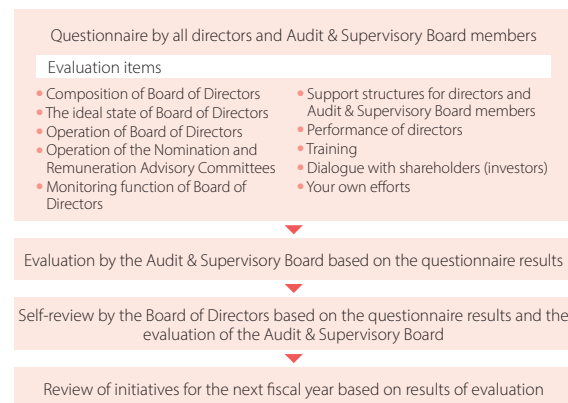 Questionnaire by all directors and Audit & Supervisory Board members
Evaluation items
• Composition of Board of Directors
• The ideal state of Board of Directors
• Operation of Board of Directors
• Operation of the Nomination and
Remuneration Advisory Committees
• Monitoring function of Board of
Directors
• Support structures for directors and
Audit & Supervisory Board members
• Performance of directors
• Training
• Dialogue with shareholders (investors)
• Your own efforts
Evaluation by the Audit & Supervisory Board based on the questionnaire results
Self-review by the Board of Directors based on the questionnaire results and the
evaluation of the Audit & Supervisory Board
Review of initiatives for the next fiscal year based on results of evaluation